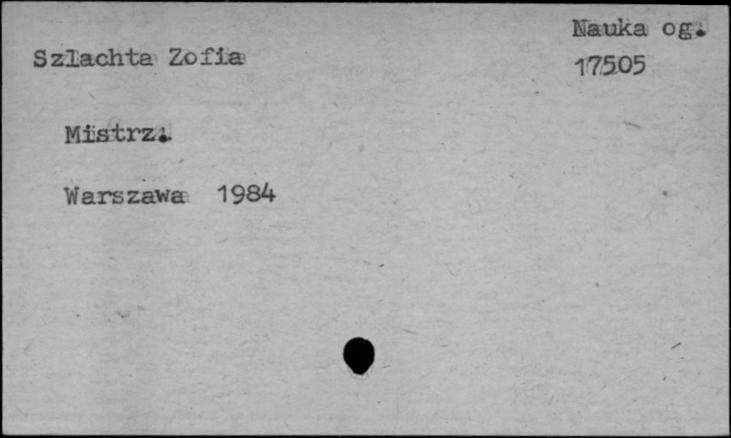 Nauka og.
Szlachta Zofia
17505
Mistrz.
Warszawa 1984